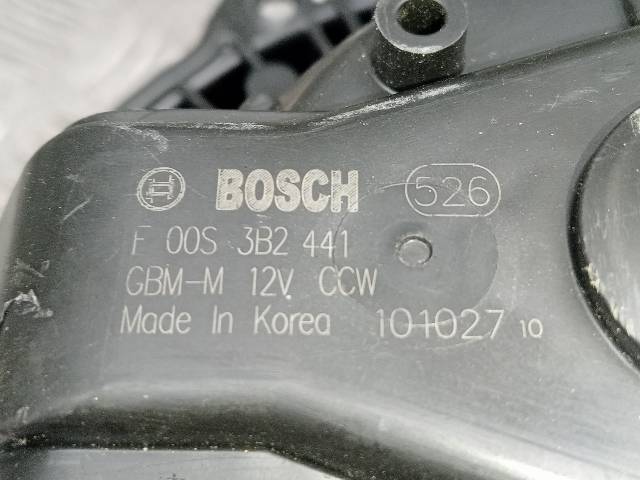 BOSCH 526
F 00S 3B2 441
GBM-M 12V CCW
Made In Korea 101027 10